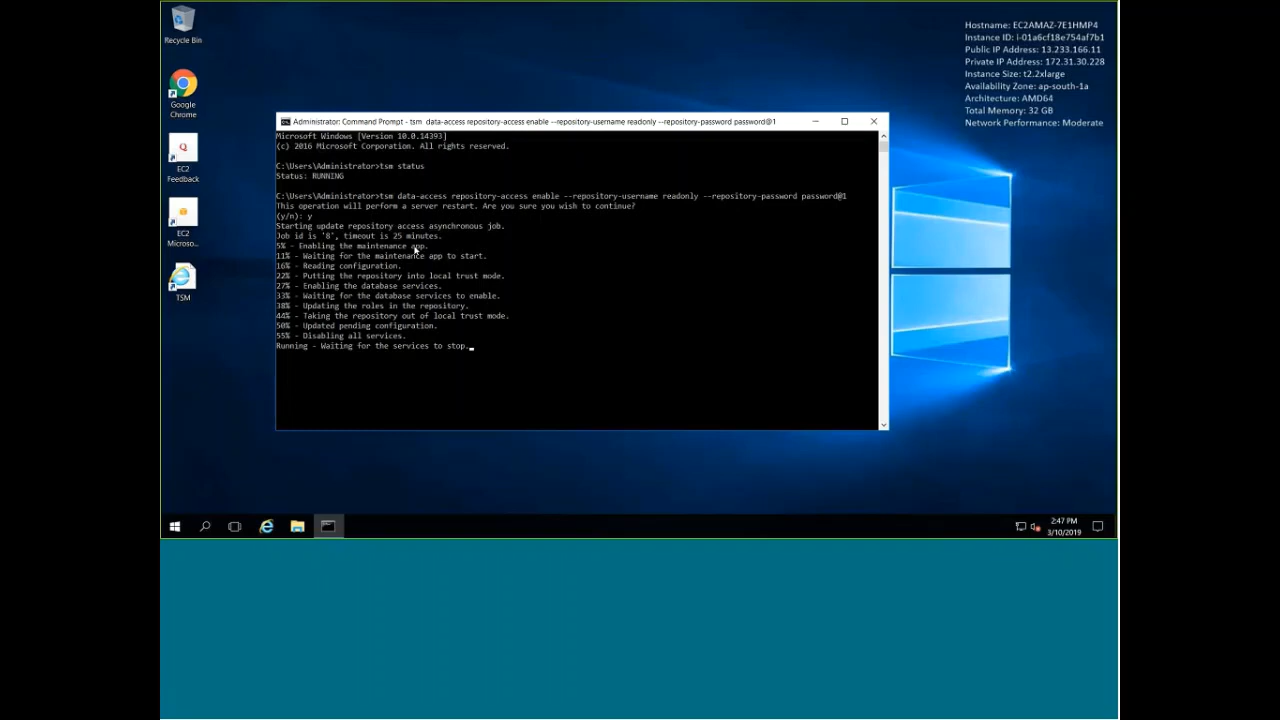 Recycle Bin
Google
Chrome
EC2
Feedback
EC2
Microso...
TSM
Hostname: EC2AMAZ-7E1HMP4
Instance ID: i-01a6cf18e754af7b1
Public IP Address: 13.233.166.11
Private IP Address: 172.31.30.228
Instance Size: t2.2xlarge
Availability Zone: ap-south-1a
Architecture: AMD64
Total Memory: 32 GB
Network Performance: Moderate
Administrator: Command Prompt - tsm data-access repository-access enable --repository-username readonly --repository-password password@1
Microsoft Windows [Version 10.0.14393]
(c) 2016 Microsoft Corporation. All rights reserved.
C:\Users\Administrator>tsm status
Status: RUNNING
C:\Users\Administrator>tsm data-access repository-access enable --repository-username readonly --repository-password password@1
This operation will perform a server restart. Are you sure you wish to continue?
(y/n): y
Starting update repository access asynchronous job.
Job id is '8', timeout is 25 minutes.
5% - Enabling the maintenance app.
11% - Waiting for the maintenance app to start.
16% - Reading configuration.
22% - Putting the repository into local trust mode.
27% - Enabling the database services.
33% - Waiting for the database services to enable.
38% - Updating the roles in the repository.
44% - Taking the repository out of local trust mode.
50% - Updated pending configuration.
55% - Disabling all services.
Running - Waiting for the services to stop.
2:47 PM
3/10/2019